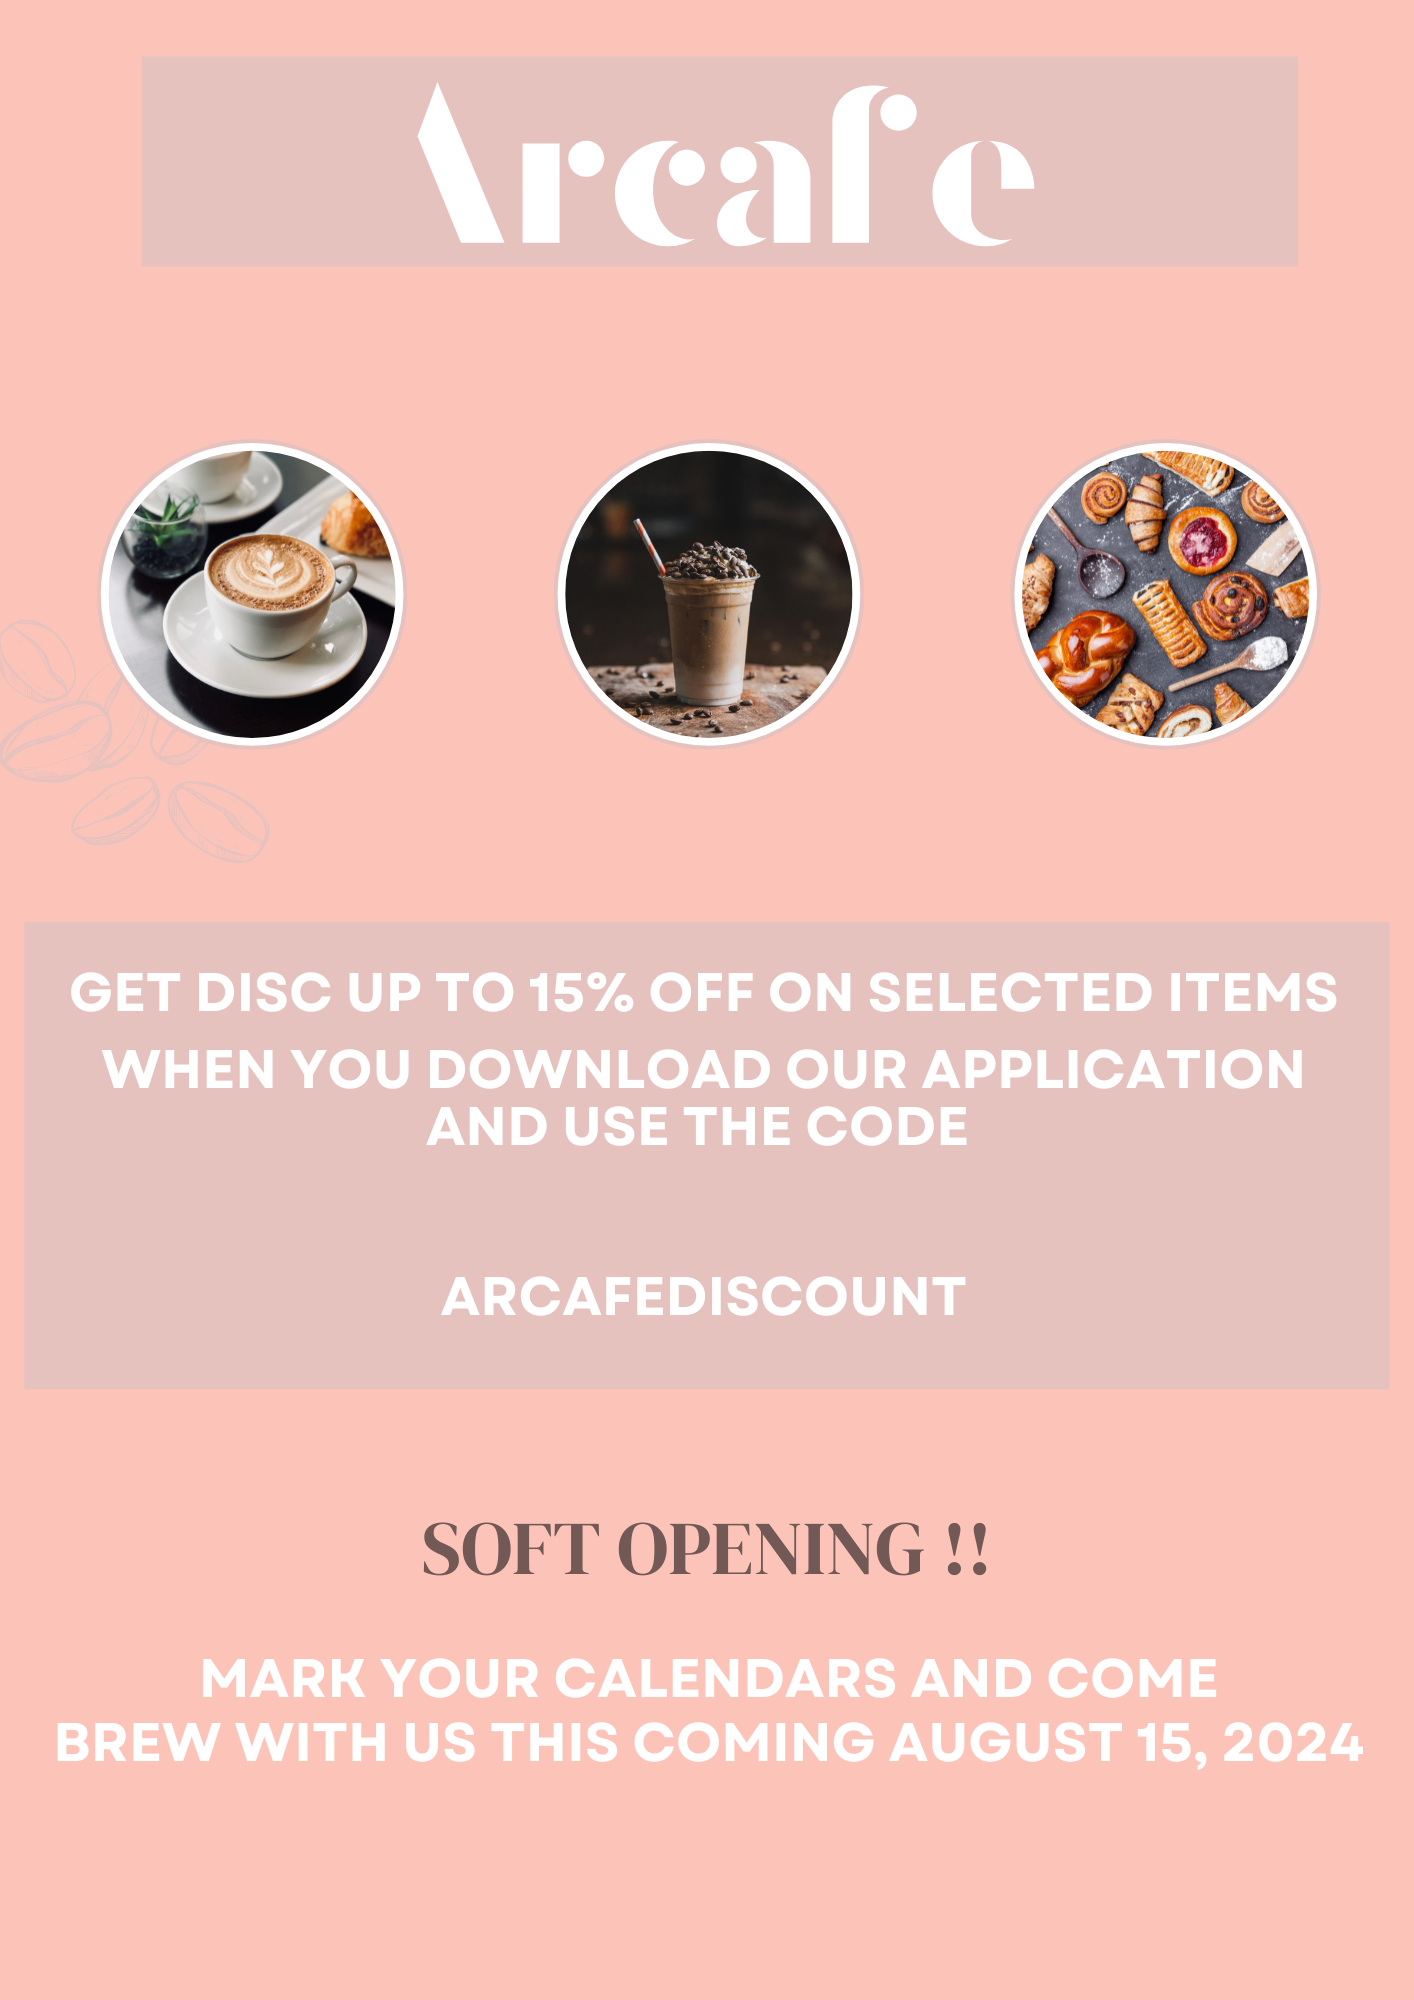 Arcafe
GET DISC UP TO 15% OFF ON SELECTED ITEMS
WHEN YOU DOWNLOAD OUR APPLICATION
AND USE THE CODE
ARCAFEDISCOUNT
SOFT OPENING !!
MARK YOUR CALENDARS AND COME
BREW WITH US THIS COMING AUGUST 15, 2024